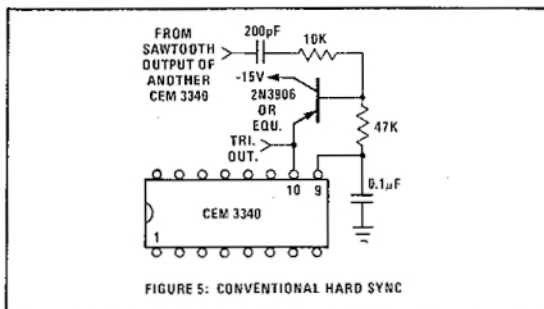 FROM
SAWTOOTH
OUTPUT OF
ANOTHER
CEM 3340
200pF
10K
-15V
2N3906
OR
EQU.
47K
TRI.
OUT.
10 9
0.1µF
CEM 3340
1
FIGURE 5: CONVENTIONAL HARD SYNC